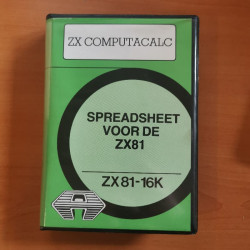 ZX COMPUTACALC
SPREADSHEET
VOOR DE
ZX81
ZX81-16K